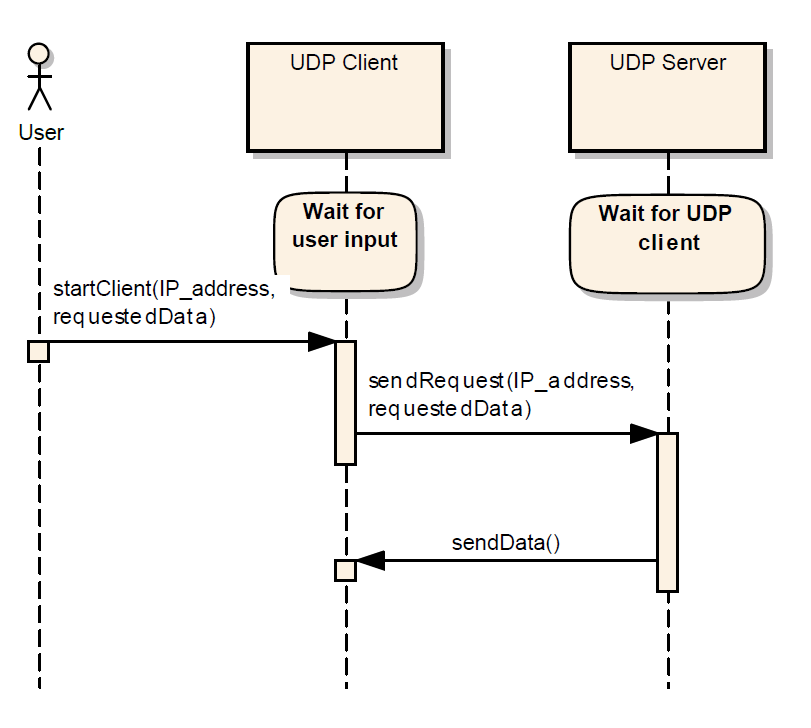 UDP Client
UDP Server
User
Wait for
user input
Wait for UDP
client
startClient(IP_address,
requestedData)
sendRequest(IP_address,
requestedData)
sendData()